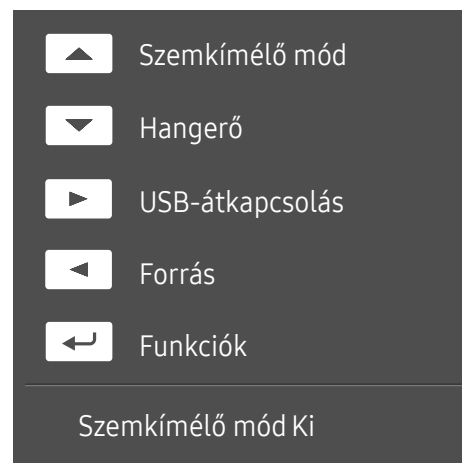 Szemkímélő mód
Hangerő
USB-átkapcsolás
Forrás
Funkciók
Szemkímélő mód Ki